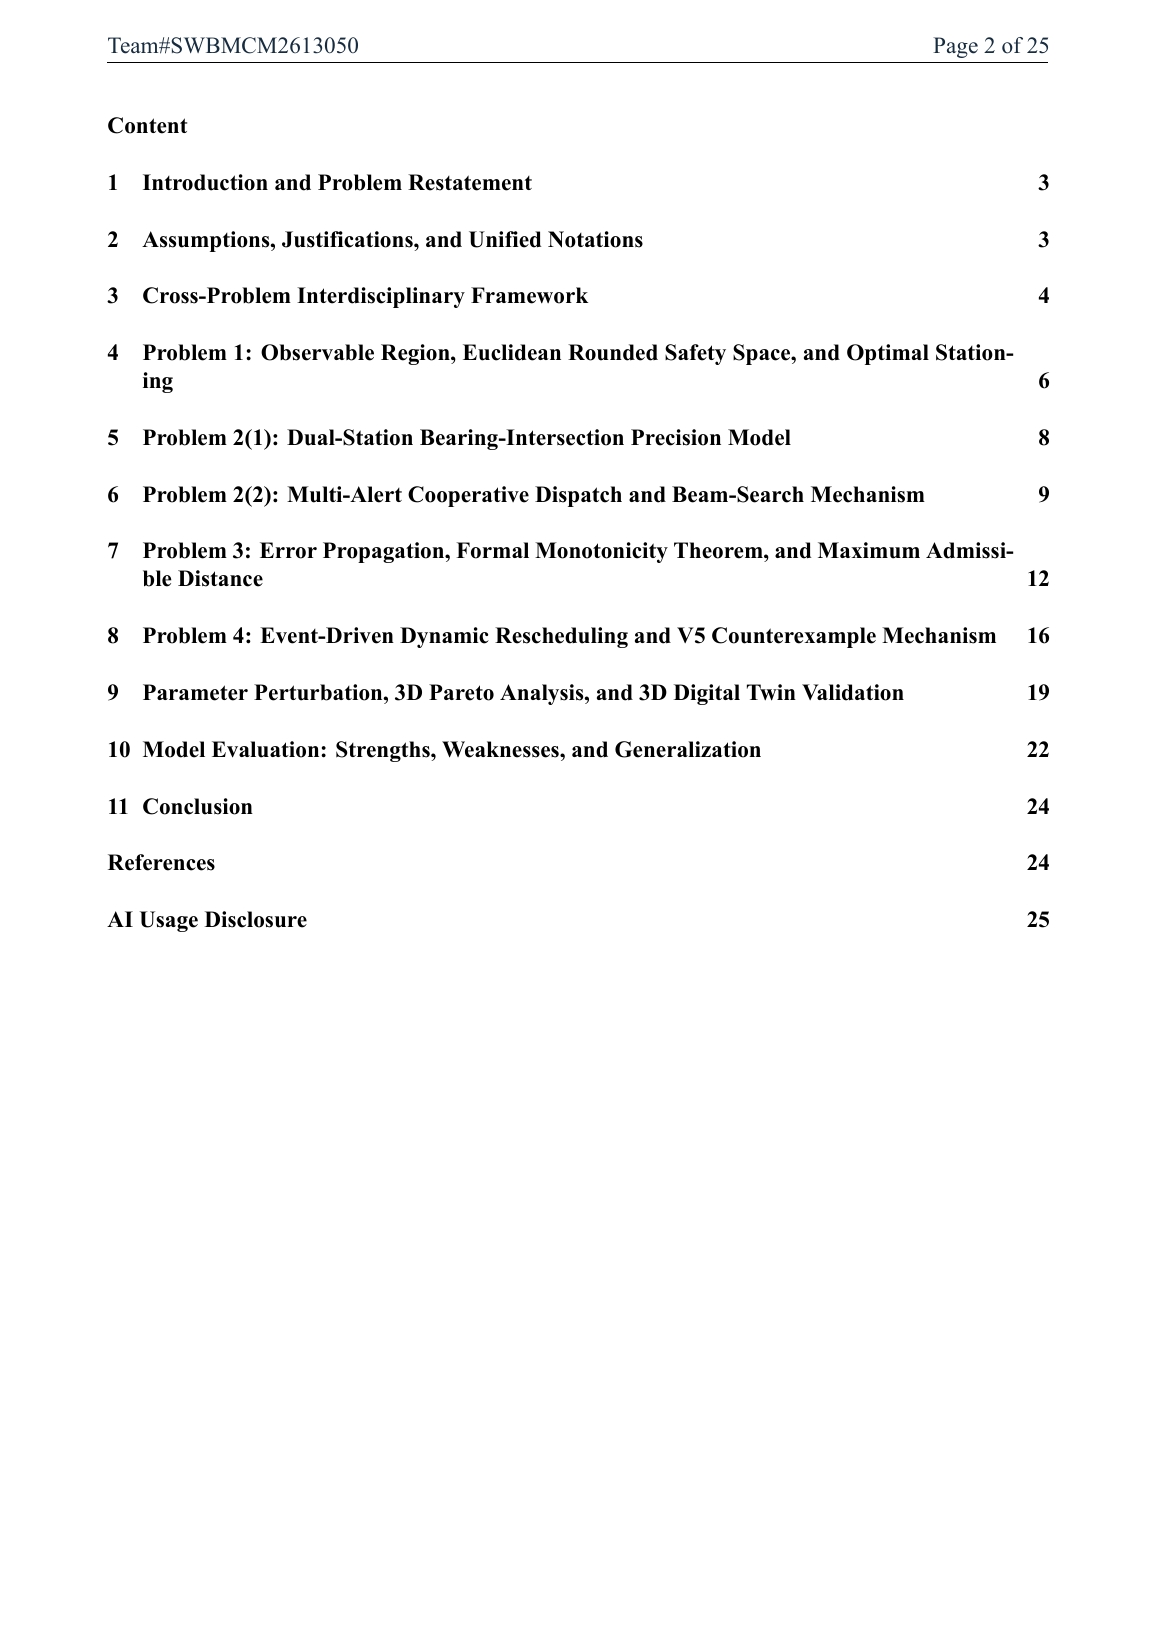 Team#SWBMCM2613050 Page 2 of 25
Content
1 Introduction and Problem Restatement 3
2 Assumptions, Justifications, and Unified Notations 3
3 Cross-Problem Interdisciplinary Framework 4
4 Problem 1: Observable Region, Euclidean Rounded Safety Space, and Optimal Station-
ing 6
5 Problem 2(1): Dual-Station Bearing-Intersection Precision Model 8
6 Problem 2(2): Multi-Alert Cooperative Dispatch and Beam-Search Mechanism 9
7 Problem 3: Error Propagation, Formal Monotonicity Theorem, and Maximum Admissi-
ble Distance 12
8 Problem 4: Event-Driven Dynamic Rescheduling and V5 Counterexample Mechanism 16
9 Parameter Perturbation, 3D Pareto Analysis, and 3D Digital Twin Validation 19
10 Model Evaluation: Strengths, Weaknesses, and Generalization 22
11 Conclusion 24
References 24
AI Usage Disclosure 25